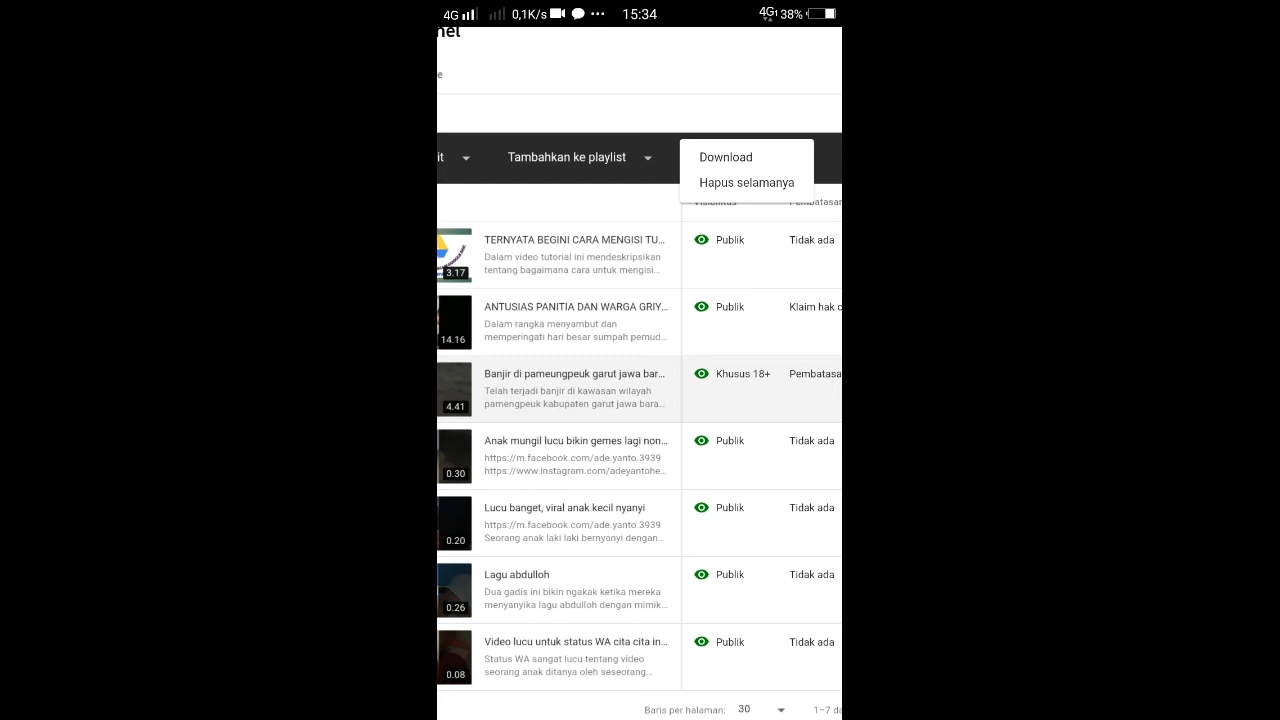 4G 0,1K/s ... 15:34 4G 38%
nel
e
it Tambahkan ke playlist
Download
Hapus selamanya
Visibilitas Pembatasan
3.17 TERNYATA BEGINI CARA MENGISI TU... Publik Tidak ada
Dalam video tutorial ini mendeskripsikan
tentang bagaimana cara untuk mengisi...
ANTUSIAS PANITIA DAN WARGA GRIY... Publik Klaim hak c
Dalam rangka menyambut dan
14.16 memperingati hari besar sumpah pemud...
Banjir di pameungpeuk garut jawa bar... Khusus 18+ Pembatasa
Telah terjadi banjir di kawasan wilayah
4.41 pamengpeuk kabupaten garut jawa bara...
Anak mungil lucu bikin gemes lagi non... Publik Tidak ada
https://m.facebook.com/ade.yanto.3939
0.30 https://www.instagram.com/adeyantohe...
Lucu banget, viral anak kecil nyanyi Publik Tidak ada
https://m.facebook.com/ade.yanto.3939
0.20 Seorang anak laki laki bernyanyi dengan...
Lagu abdulloh Publik Tidak ada
Dua gadis ini bikin ngakak ketika mereka
0.26 menyanyika lagu abdulloh dengan mimik...
Video lucu untuk status WA cita cita in... Publik Tidak ada
Status WA sangat lucu tentang video
0.08 seorang anak ditanya oleh seseorang...
Baris per halaman: 30 1–7 da